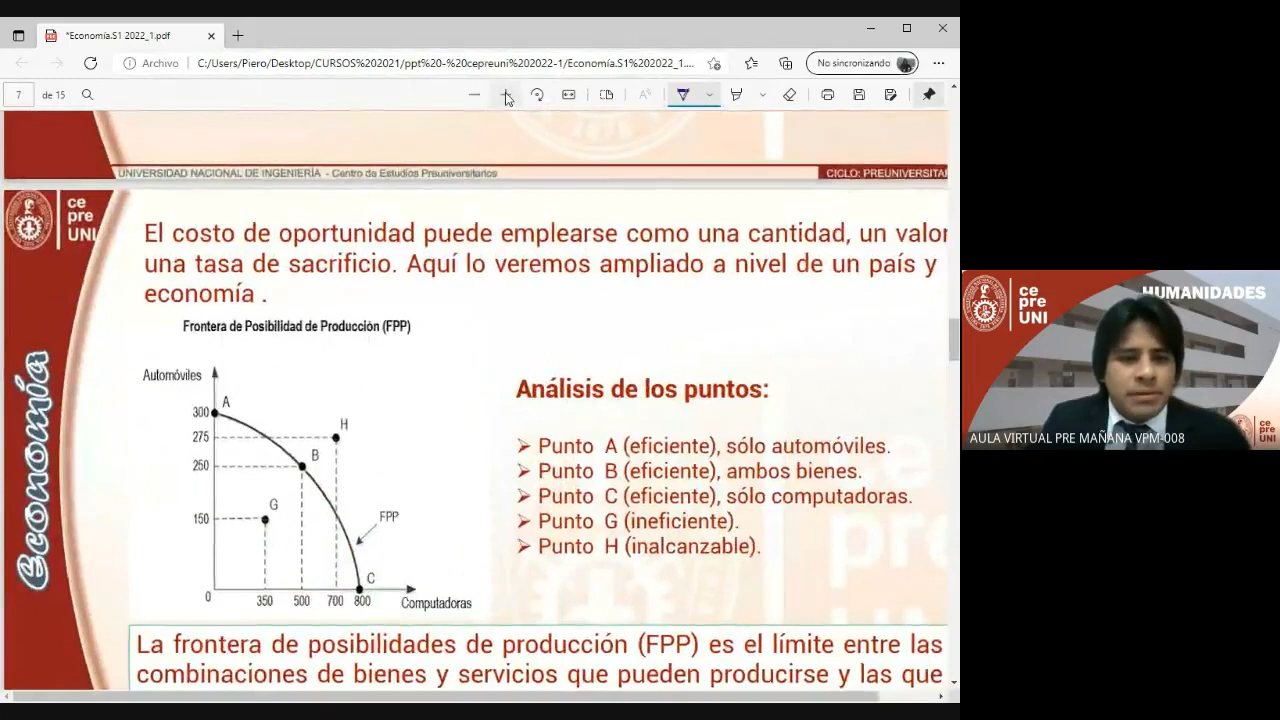 *Economía.S1 2022_1.pdf
Archivo
C:/Users/Piero/Desktop/CURSOS%202021/ppt%20-%20cepreuni%202022-1/Economía.S1%202022_1....
No sincronizando
7 de 15
UNIVERSIDAD NACIONAL DE INGENIERÍA - Centro de Estudios Preuniversitarios
CICLO: PREUNIVERSITA
ce
pre
UNI
El costo de oportunidad puede emplearse como una cantidad, un valor
una tasa de sacrificio. Aquí lo veremos ampliado a nivel de un país y
economía .
Frontera de Posibilidad de Producción (FPP)
Automóviles
300
A
275
H
250
B
150
G
FPP
C
0
350
500
700
800
Computadoras
Economía
Análisis de los puntos:
➢ Punto A (eficiente), sólo automóviles.
➢ Punto B (eficiente), ambos bienes.
➢ Punto C (eficiente), sólo computadoras.
➢ Punto G (ineficiente).
➢ Punto H (inalcanzable).
La frontera de posibilidades de producción (FPP) es el límite entre las
combinaciones de bienes y servicios que pueden producirse y las que
ce
pre
UNI
HUMANIDADES
AULA VIRTUAL PRE MAÑANA VPM-008